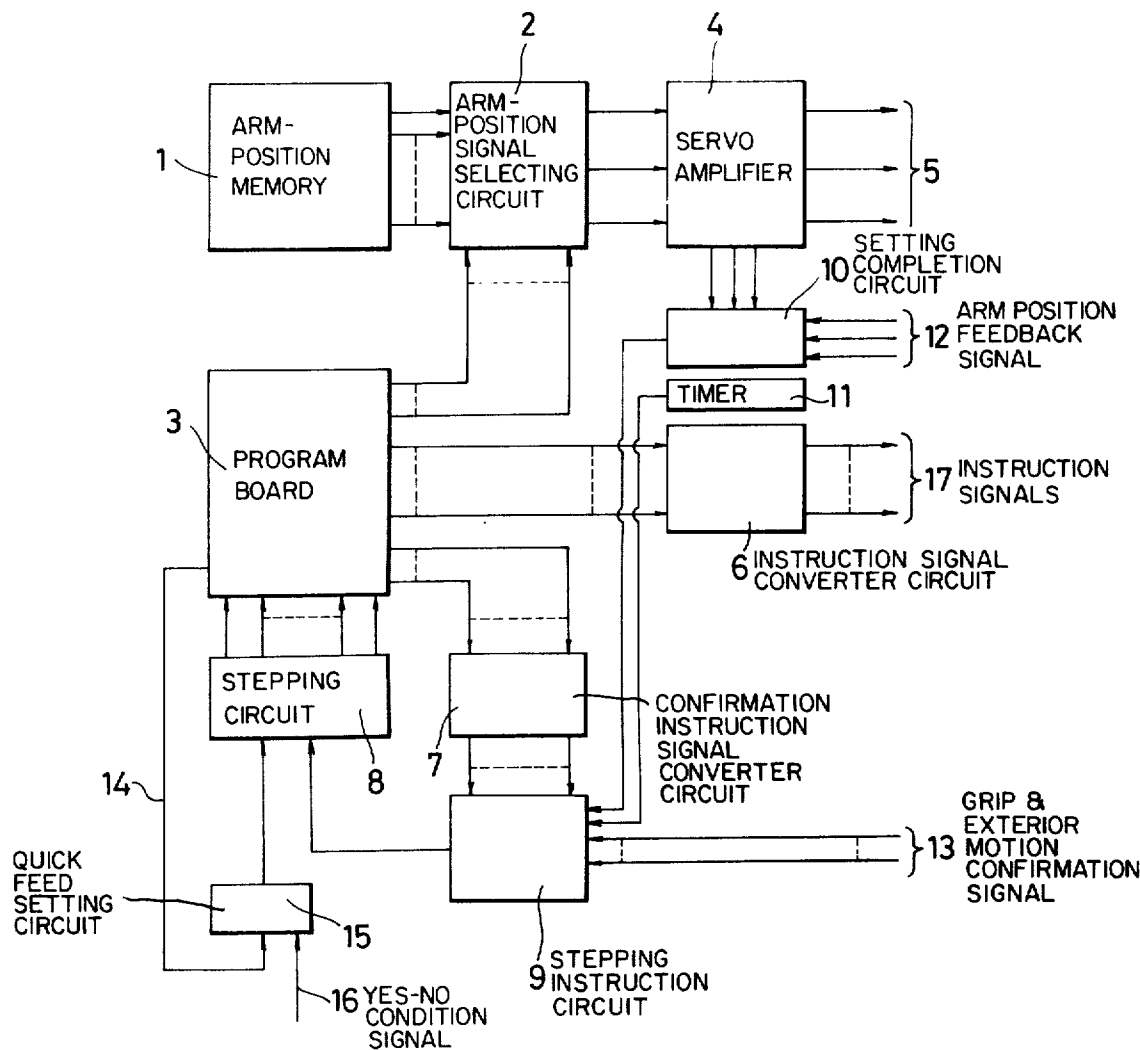 2
4
ARM-
POSITION
MEMORY
1
ARM-
POSITION
SIGNAL
SELECTING
CIRCUIT
SERVO
AMPLIFIER
5
10 SETTING
COMPLETION
CIRCUIT
12 ARM POSITION
FEEDBACK
SIGNAL
TIMER
11
3
PROGRAM
BOARD
17 INSTRUCTION
SIGNALS
6 INSTRUCTION SIGNAL
CONVERTER CIRCUIT
STEPPING
CIRCUIT
8
7
CONFIRMATION
INSTRUCTION
SIGNAL
CONVERTER
CIRCUIT
14
13 GRIP &
EXTERIOR
MOTION
CONFIRMATION
SIGNAL
QUICK
FEED
SETTING
CIRCUIT
15
9 STEPPING
INSTRUCTION
CIRCUIT
16 YES-NO
CONDITION
SIGNAL